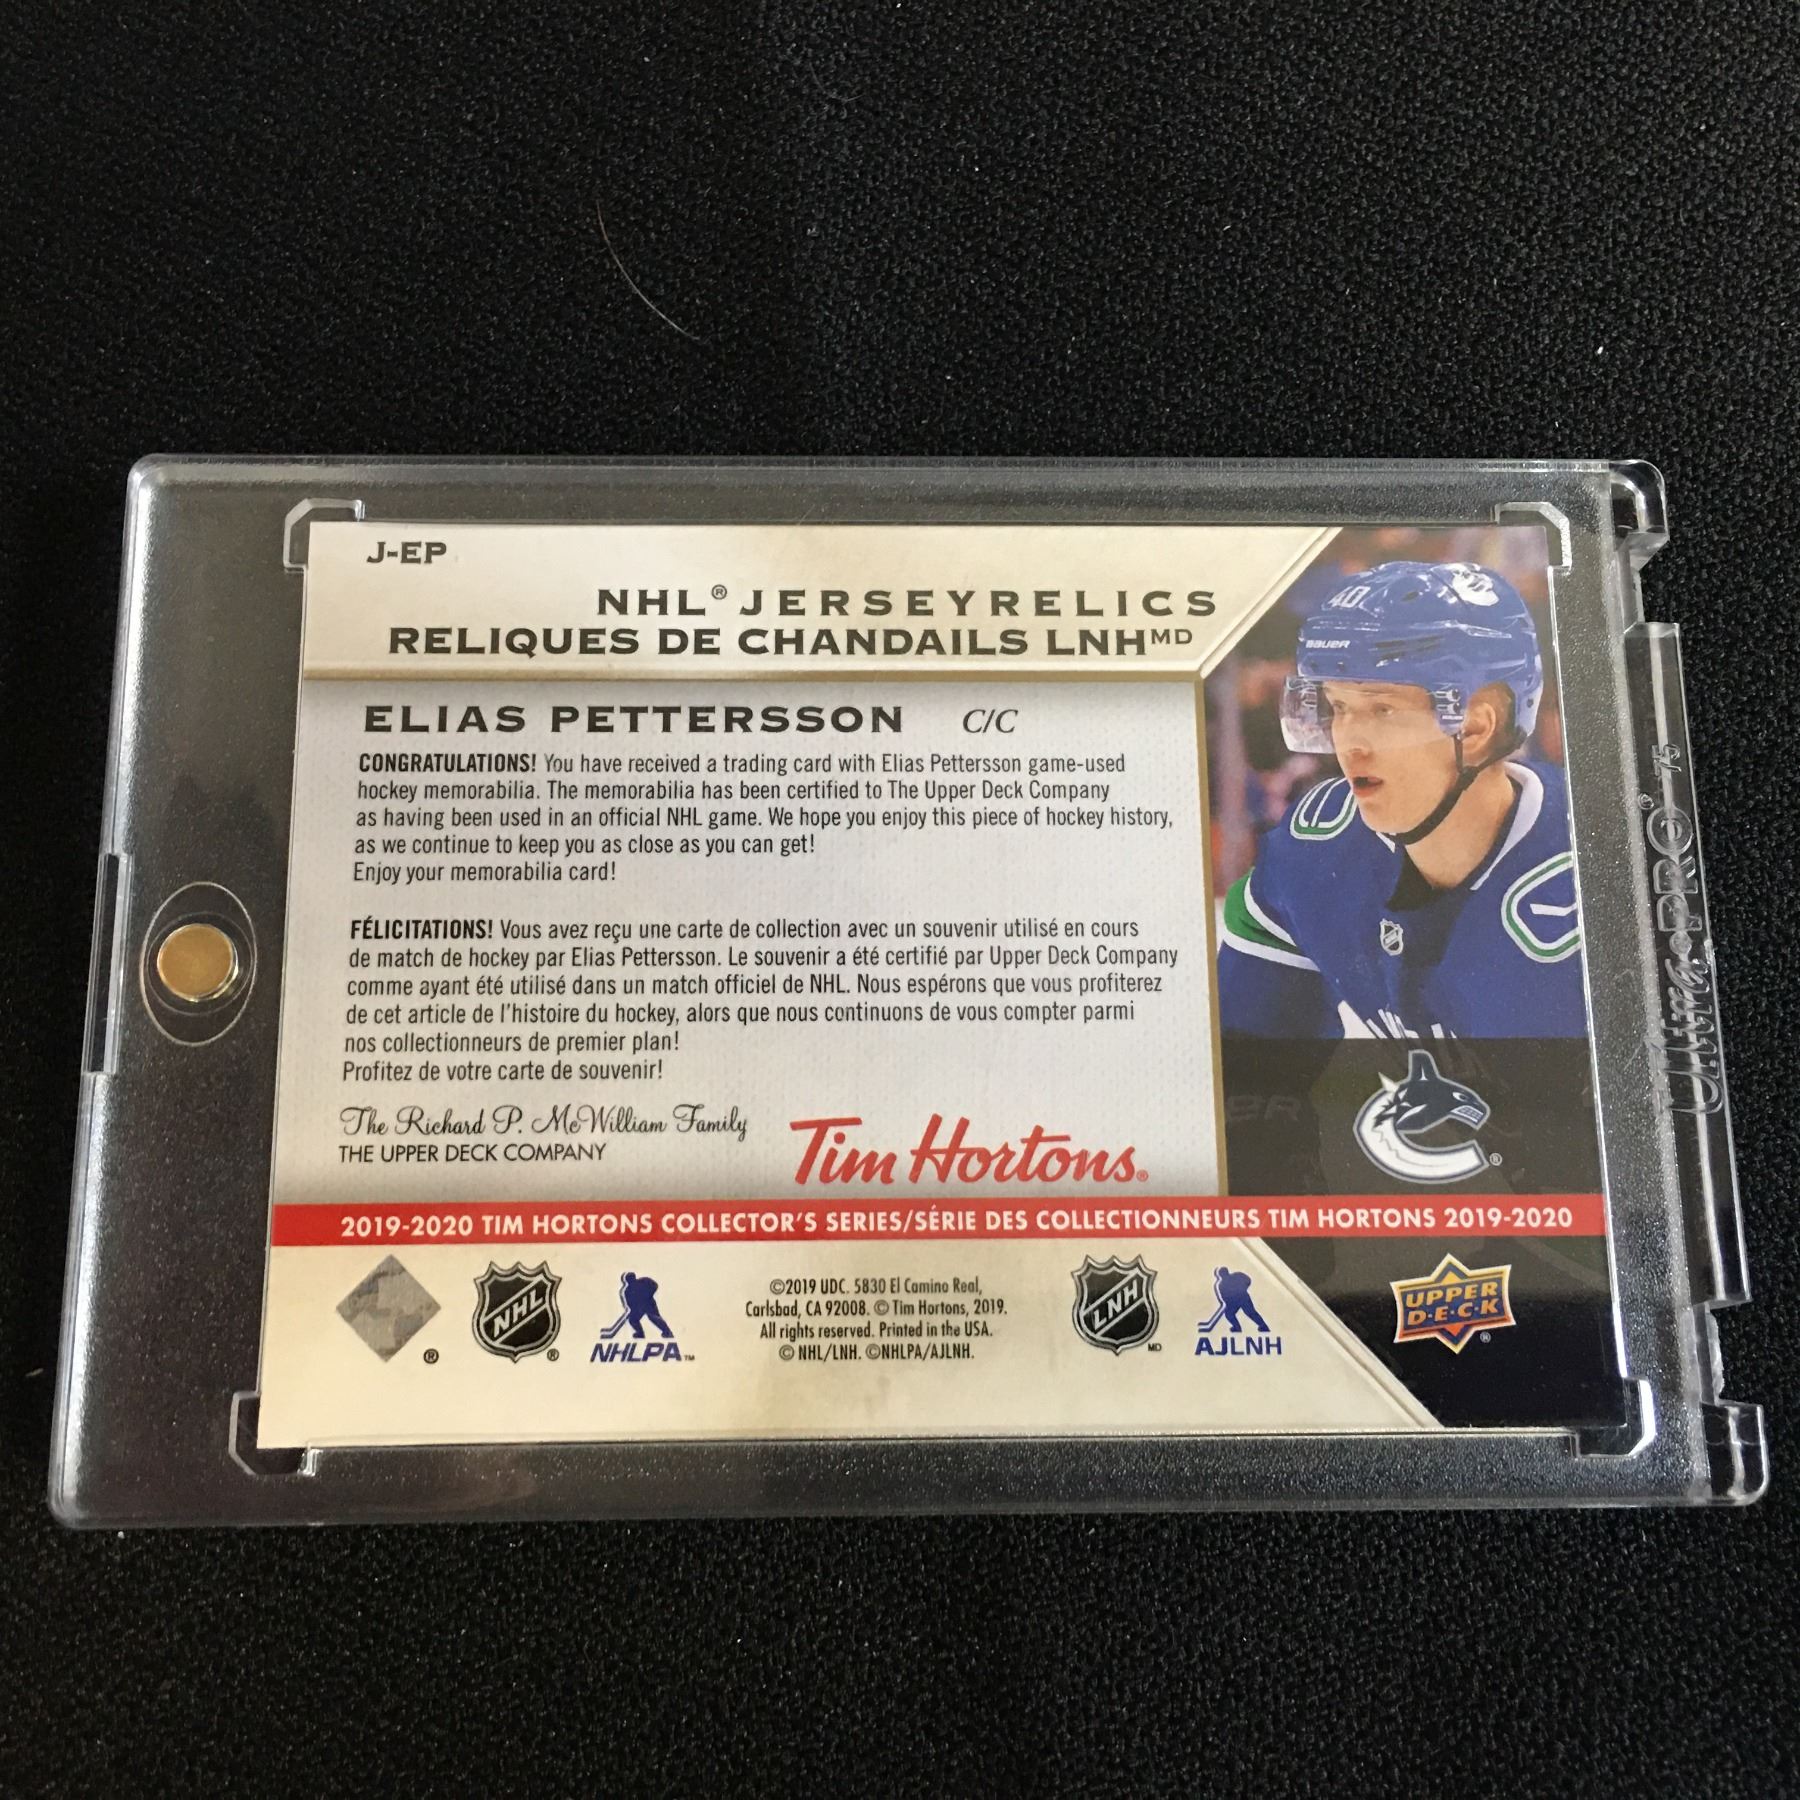 J-EP
NHL® JERSEY RELICS
RELIQUES DE CHANDAILS LNHMD
ELIAS PETTERSSON C/C
CONGRATULATIONS! You have received a trading card with Elias Pettersson game-used
hockey memorabilia. The memorabilia has been certified to The Upper Deck Company
as having been used in an official NHL game. We hope you enjoy this piece of hockey history,
as we continue to keep you as close as you can get!
Enjoy your memorabilia card!
FÉLICITATIONS! Vous avez reçu une carte de collection avec un souvenir utilisé en cours
de match de hockey par Elias Pettersson. Le souvenir a été certifié par Upper Deck Company
comme ayant été utilisé dans un match officiel de NHL. Nous espérons que vous profiterez
de cet article de l'histoire du hockey, alors que nous continuons de vous compter parmi
nos collectionneurs de premier plan!
Profitez de votre carte de souvenir!
The Richard P. McWilliam Family
THE UPPER DECK COMPANY
Tim Hortons®
40
BAUER
®
2019-2020 TIM HORTONS COLLECTOR'S SERIES/SÉRIE DES COLLECTIONNEURS TIM HORTONS 2019-2020
®
NHL
®
NHLPA™
©2019 UDC. 5830 El Camino Real,
Carlsbad, CA 92008. © Tim Hortons, 2019.
All rights reserved. Printed in the USA.
© NHL/LNH. ©NHLPA/AJLNH.
LNH
MD
AJLNH
UPPER
D·E·C·K
®
Ultra·PRO® 75